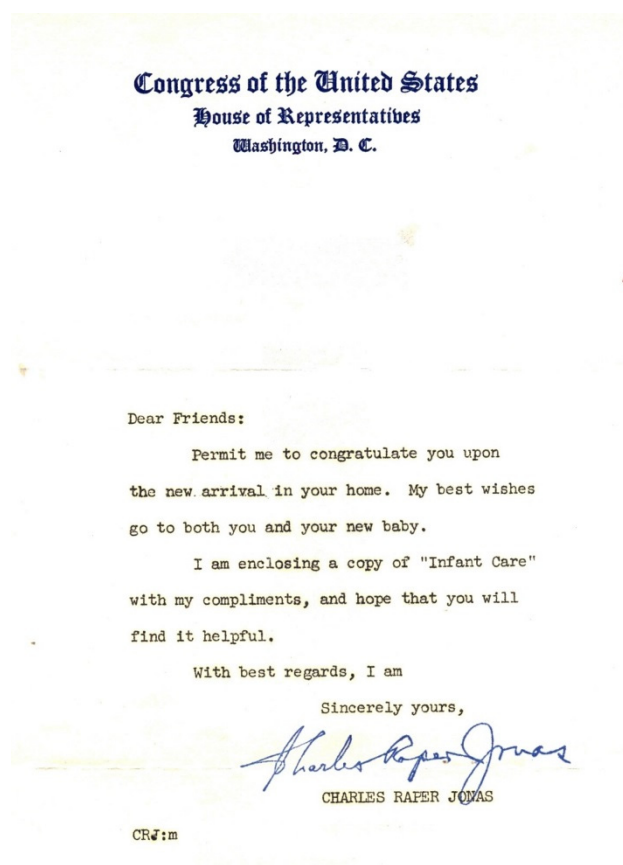 Congress of the United States
House of Representatives
Washington, D. C.
Dear Friends:
Permit me to congratulate you upon
the new arrival in your home. My best wishes
go to both you and your new baby.
I am enclosing a copy of "Infant Care"
with my compliments, and hope that you will
find it helpful.
With best regards, I am
Sincerely yours,
Charles Raper Jonas
CHARLES RAPER JONAS
CRJ:m